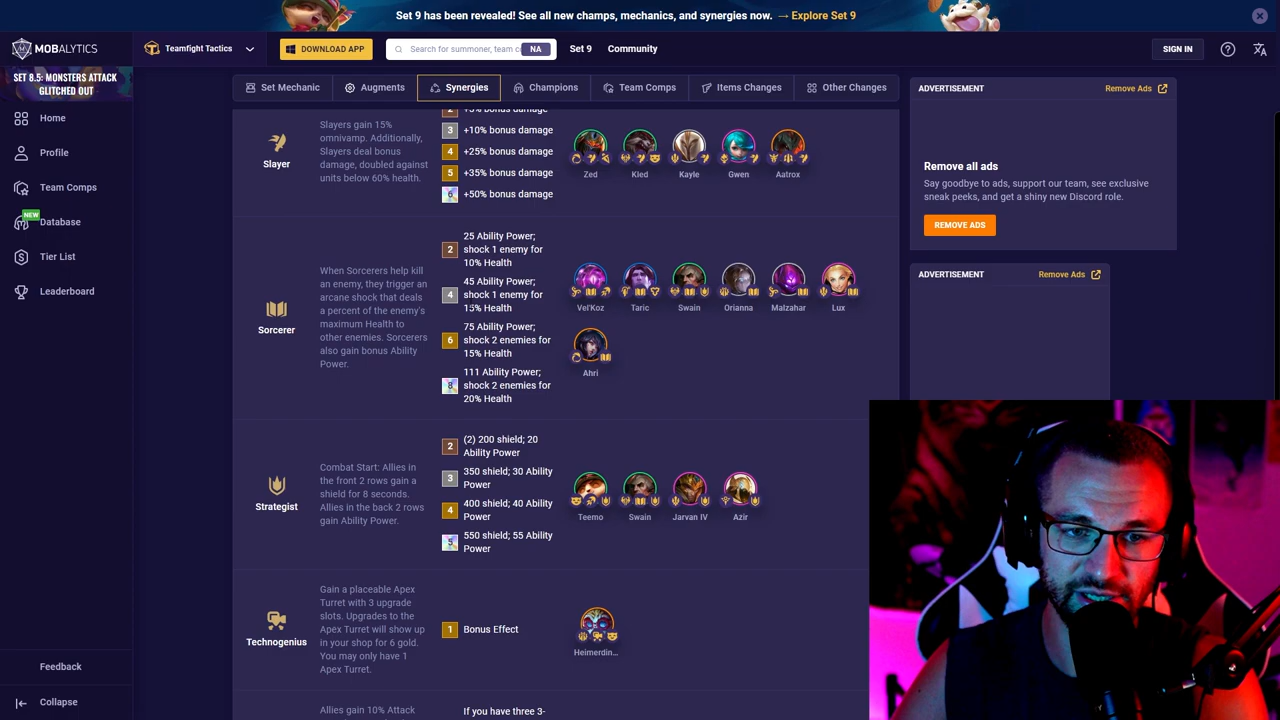 Set 9 has been revealed! See all new champs, mechanics, and synergies now. → Explore Set 9
MOBALYTICS
Teamfight Tactics
DOWNLOAD APP
Search for summoner, team o
NA
Set 9
Community
SIGN IN
SET 8.5: MONSTERS ATTACK
GLITCHED OUT
Home
Profile
Team Comps
NEW
Database
Tier List
Leaderboard
Feedback
Collapse
Set Mechanic
Augments
Synergies
Champions
Team Comps
Items Changes
Other Changes
Slayer
Slayers gain 15%
omnivamp. Additionally,
Slayers deal bonus
damage, doubled against
units below 60% health.
2 +5% bonus damage
3 +10% bonus damage
4 +25% bonus damage
5 +35% bonus damage
6 +50% bonus damage
Zed
Kled
Kayle
Gwen
Aatrox
Sorcerer
When Sorcerers help kill
an enemy, they trigger an
arcane shock that deals
a percent of the enemy's
maximum Health to
other enemies. Sorcerers
also gain bonus Ability
Power.
25 Ability Power;
2 shock 1 enemy for
10% Health
45 Ability Power;
4 shock 1 enemy for
15% Health
75 Ability Power;
6 shock 2 enemies for
15% Health
111 Ability Power;
8 shock 2 enemies for
20% Health
Vel'Koz
Taric
Swain
Orianna
Malzahar
Lux
Ahri
Strategist
Combat Start: Allies in
the front 2 rows gain a
shield for 8 seconds.
Allies in the back 2 rows
gain Ability Power.
2 (2) 200 shield; 20
Ability Power
3 350 shield; 30 Ability
Power
4 400 shield; 40 Ability
Power
5 550 shield; 55 Ability
Power
Teemo
Swain
Jarvan IV
Azir
Technogenius
Gain a placeable Apex
Turret with 3 upgrade
slots. Upgrades to the
Apex Turret will show up
in your shop for 6 gold.
You may only have 1
Apex Turret.
1 Bonus Effect
Heimerdin...
Allies gain 10% Attack
If you have three 3-
ADVERTISEMENT
Remove Ads
Remove all ads
Say goodbye to ads, support our team, see exclusive
sneak peeks, and get a shiny new Discord role.
REMOVE ADS
ADVERTISEMENT
Remove Ads